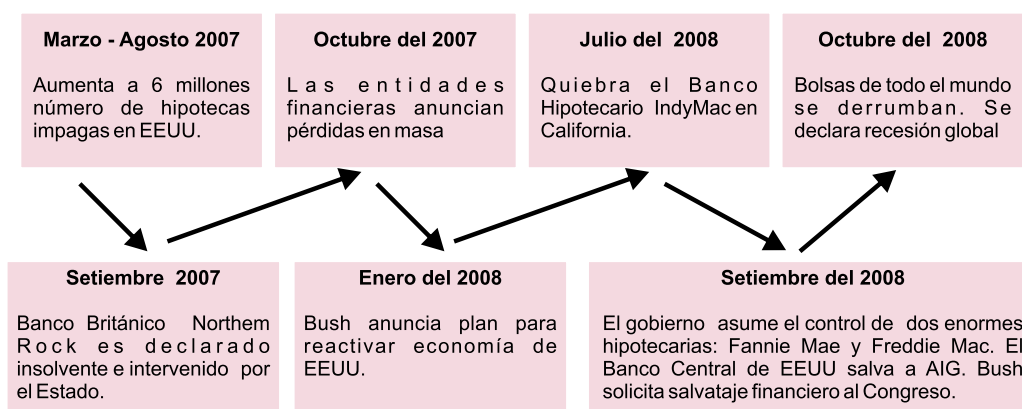 Marzo - Agosto 2007
Aumenta a 6 millones
número de hipotecas
impagas en EEUU.
Setiembre 2007
Banco Británico Northem
Rock es declarado
insolvente e intervenido por
el Estado.
Octubre del 2007
Las entidades
financieras anuncian
pérdidas en masa
Enero del 2008
Bush anuncia plan para
reactivar economía de
EEUU.
Julio del 2008
Quiebra el Banco
Hipotecario IndyMac en
California.
Setiembre del 2008
El gobierno asume el control de dos enormes
hipotecarias: Fannie Mae y Freddie Mac. El
Banco Central de EEUU salva a AIG. Bush
solicita salvataje financiero al Congreso.
Octubre del 2008
Bolsas de todo el mundo
se derrumban. Se
declara recesión global